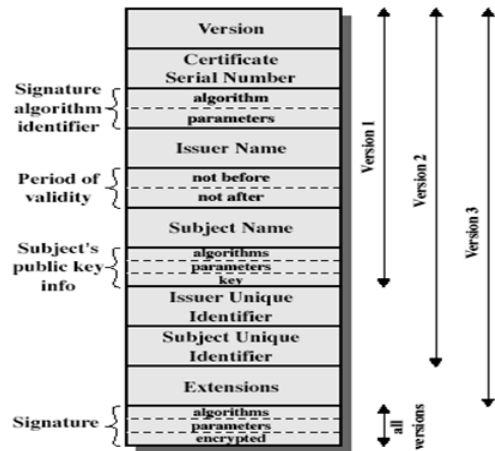 Version
Certificate
Serial Number
Signature
algorithm
identifier
algorithm
parameters
Issuer Name
Period of
validity
not before
not after
Subject Name
Subject's
public key
info
algorithms
parameters
key
Issuer Unique
Identifier
Subject Unique
Identifier
Extensions
Signature
algorithms
parameters
encrypted
Version 1
Version 2
Version 3
all
versions